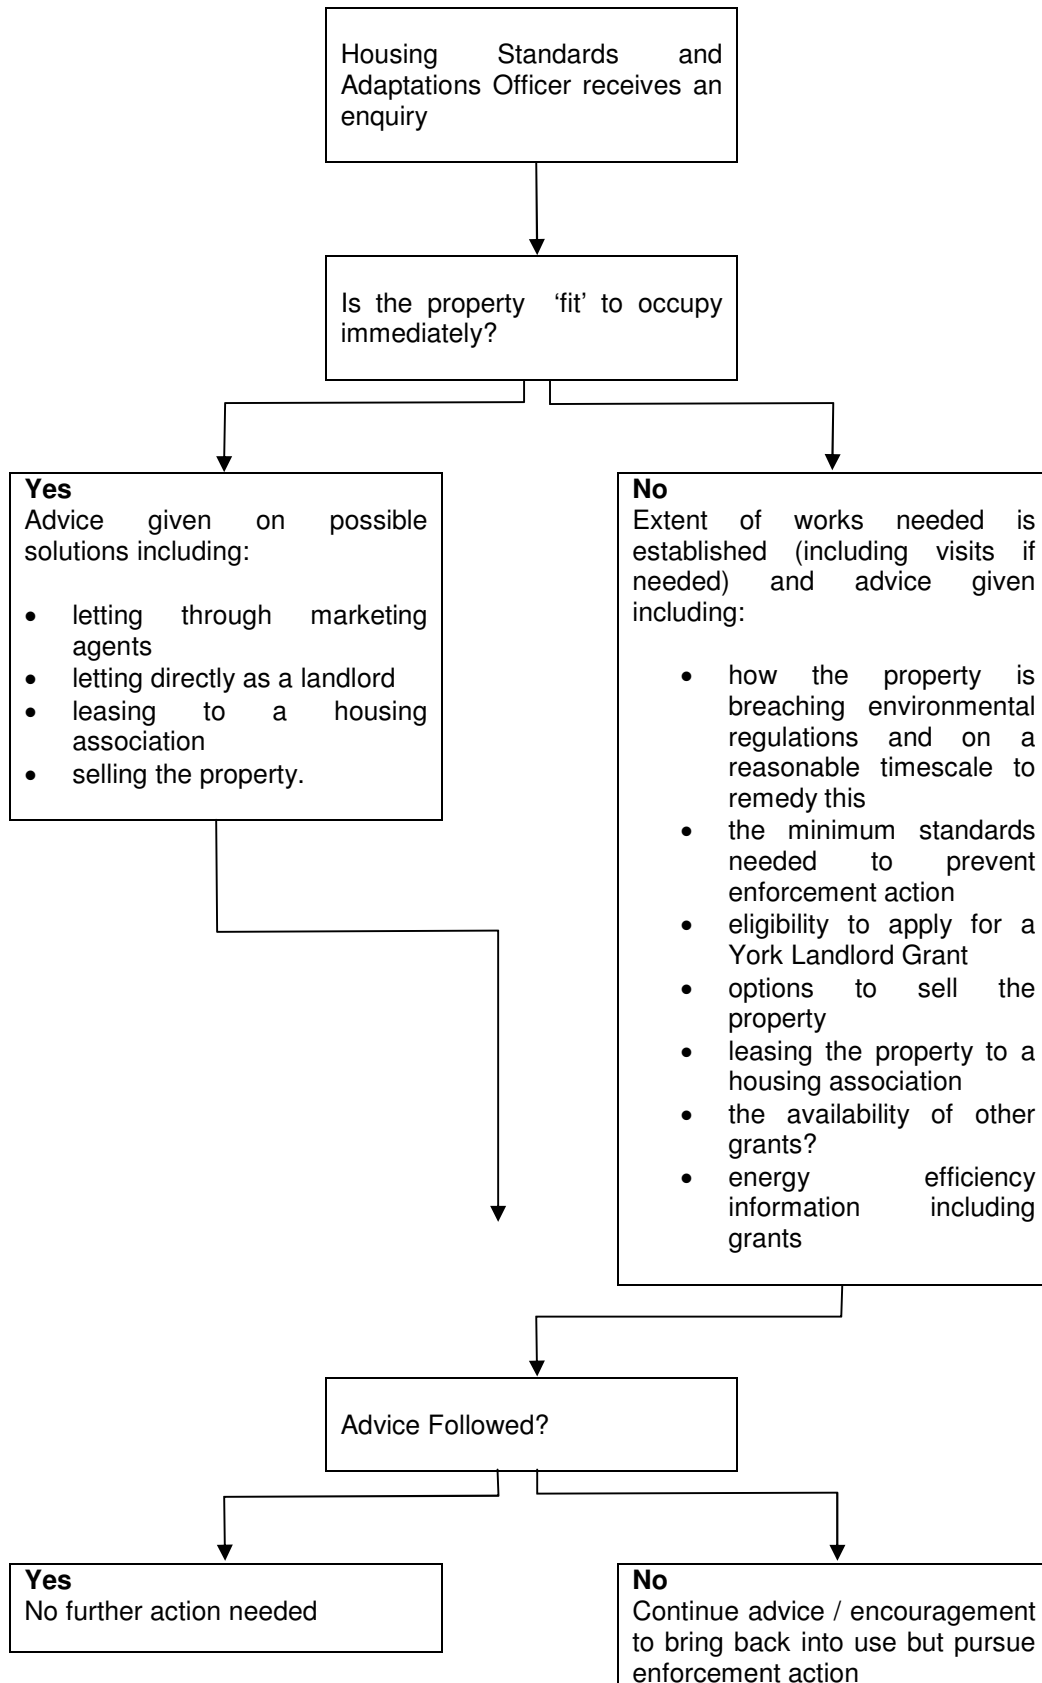 Housing Standards and
Adaptations Officer receives an
enquiry
Is the property ‘fit’ to occupy
immediately?
Yes
Advice given on possible
solutions including:
• letting through marketing
agents
• letting directly as a landlord
• leasing to a housing
association
• selling the property.
No
Extent of works needed is
established (including visits if
needed) and advice given
including:
• how the property is
breaching environmental
regulations and on a
reasonable timescale to
remedy this
• the minimum standards
needed to prevent
enforcement action
• eligibility to apply for a
York Landlord Grant
• options to sell the
property
• leasing the property to a
housing association
• the availability of other
grants?
• energy efficiency
information including
grants
Advice Followed?
Yes
No further action needed
No
Continue advice / encouragement
to bring back into use but pursue
enforcement action